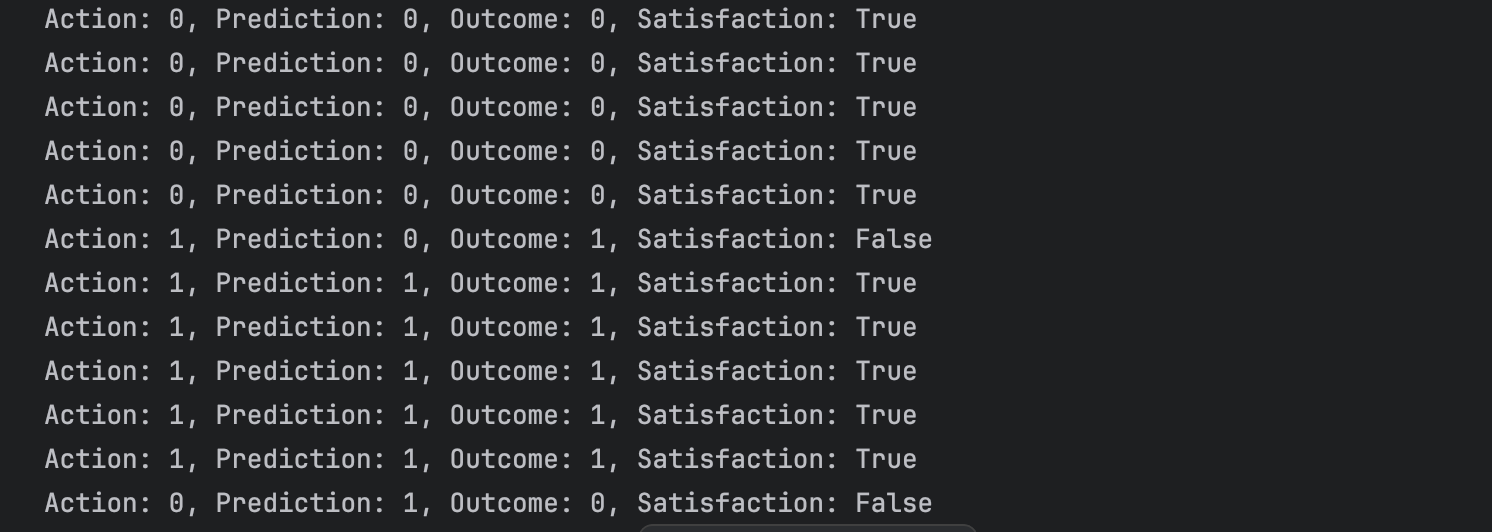 Action: 0, Prediction: 0, Outcome: 0, Satisfaction: True
Action: 0, Prediction: 0, Outcome: 0, Satisfaction: True
Action: 0, Prediction: 0, Outcome: 0, Satisfaction: True
Action: 0, Prediction: 0, Outcome: 0, Satisfaction: True
Action: 0, Prediction: 0, Outcome: 0, Satisfaction: True
Action: 1, Prediction: 0, Outcome: 1, Satisfaction: False
Action: 1, Prediction: 1, Outcome: 1, Satisfaction: True
Action: 1, Prediction: 1, Outcome: 1, Satisfaction: True
Action: 1, Prediction: 1, Outcome: 1, Satisfaction: True
Action: 1, Prediction: 1, Outcome: 1, Satisfaction: True
Action: 1, Prediction: 1, Outcome: 1, Satisfaction: True
Action: 0, Prediction: 1, Outcome: 0, Satisfaction: False